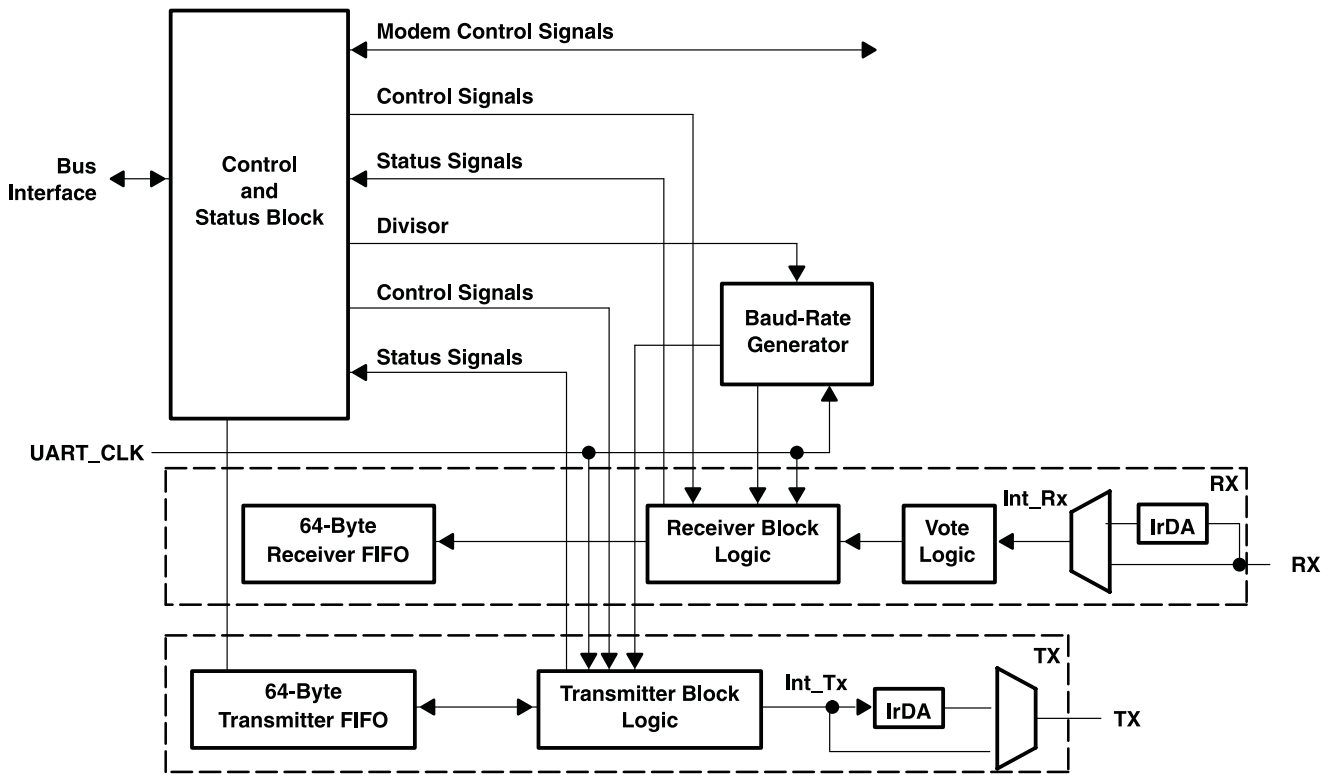 Modem Control Signals
Control Signals
Bus
Interface
Control
and
Status Block
Status Signals
Divisor
Control Signals
Baud-Rate
Generator
Status Signals
UART_CLK
RX
Int_Rx
64-Byte
Receiver FIFO
Receiver Block
Logic
Vote
Logic
IrDA
RX
TX
64-Byte
Transmitter FIFO
Transmitter Block
Logic
Int_Tx
IrDA
TX